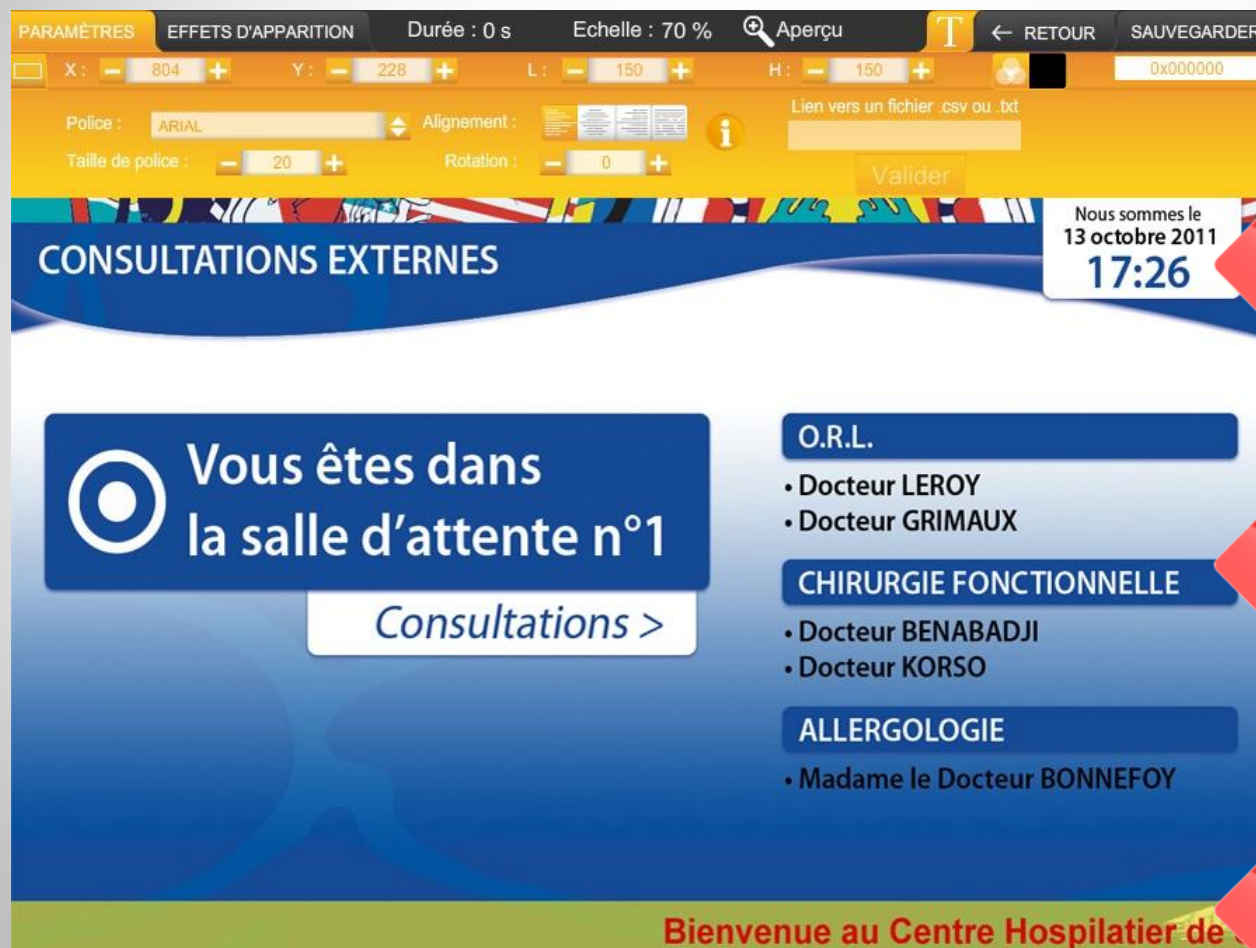 PARAMÈTRES EFFETS D'APPARITION Durée : 0 s Echelle : 70 % Aperçu T ← RETOUR SAUVEGARDER
X : − 804 + Y : − 228 + L : − 150 + H : − 150 + 0x000000
Police : ARIAL Alignement : i Lien vers un fichier .csv ou .txt
Taille de police : − 20 + Rotation : − 0 + Valider
Nous sommes le
13 octobre 2011
17:26
CONSULTATIONS EXTERNES
Vous êtes dans
la salle d'attente n°1
Consultations >
O.R.L.
• Docteur LEROY
• Docteur GRIMAUX
CHIRURGIE FONCTIONNELLE
• Docteur BENABADJI
• Docteur KORSO
ALLERGOLOGIE
• Madame le Docteur BONNEFOY
Bienvenue au Centre Hospilatier de